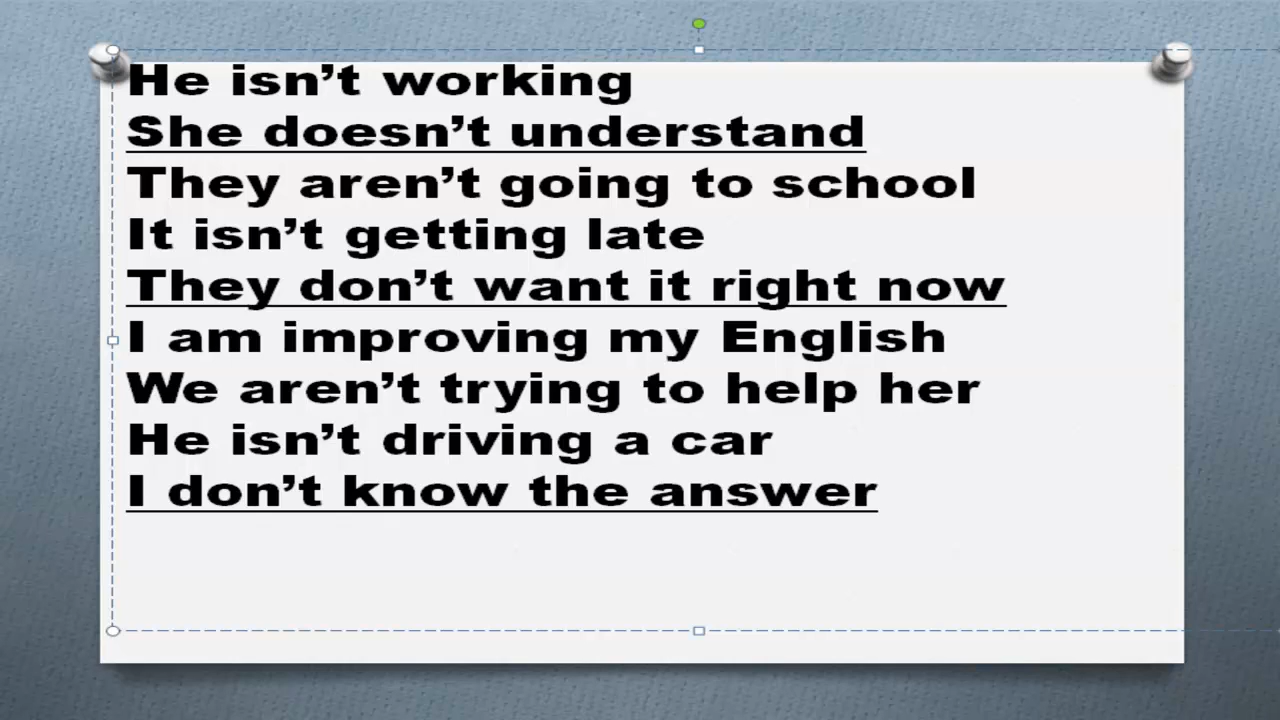 He isn’t working
She doesn’t understand
They aren’t going to school
It isn’t getting late
They don’t want it right now
I am improving my English
We aren’t trying to help her
He isn’t driving a car
I don’t know the answer